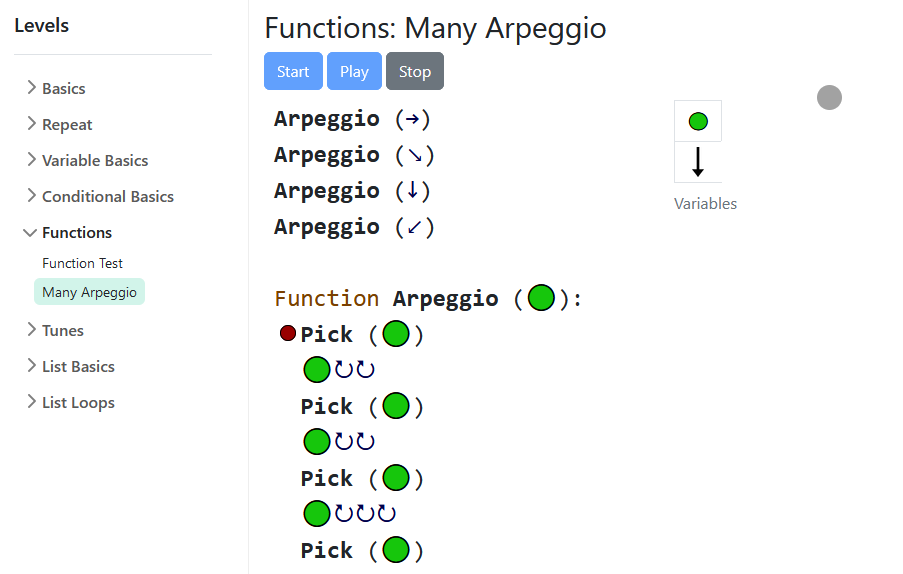 Levels
Basics
Repeat
Variable Basics
Conditional Basics
Functions
Function Test
Many Arpeggio
Tunes
List Basics
List Loops
Functions: Many Arpeggio
Start Play Stop
Arpeggio (→)
Arpeggio (↘)
Arpeggio (↓)
Arpeggio (↙)
Function Arpeggio (🟢):
Pick (🟢)
🟢↻↻
Pick (🟢)
🟢↻↻
Pick (🟢)
🟢↻↻↻
Pick (🟢)
Variables